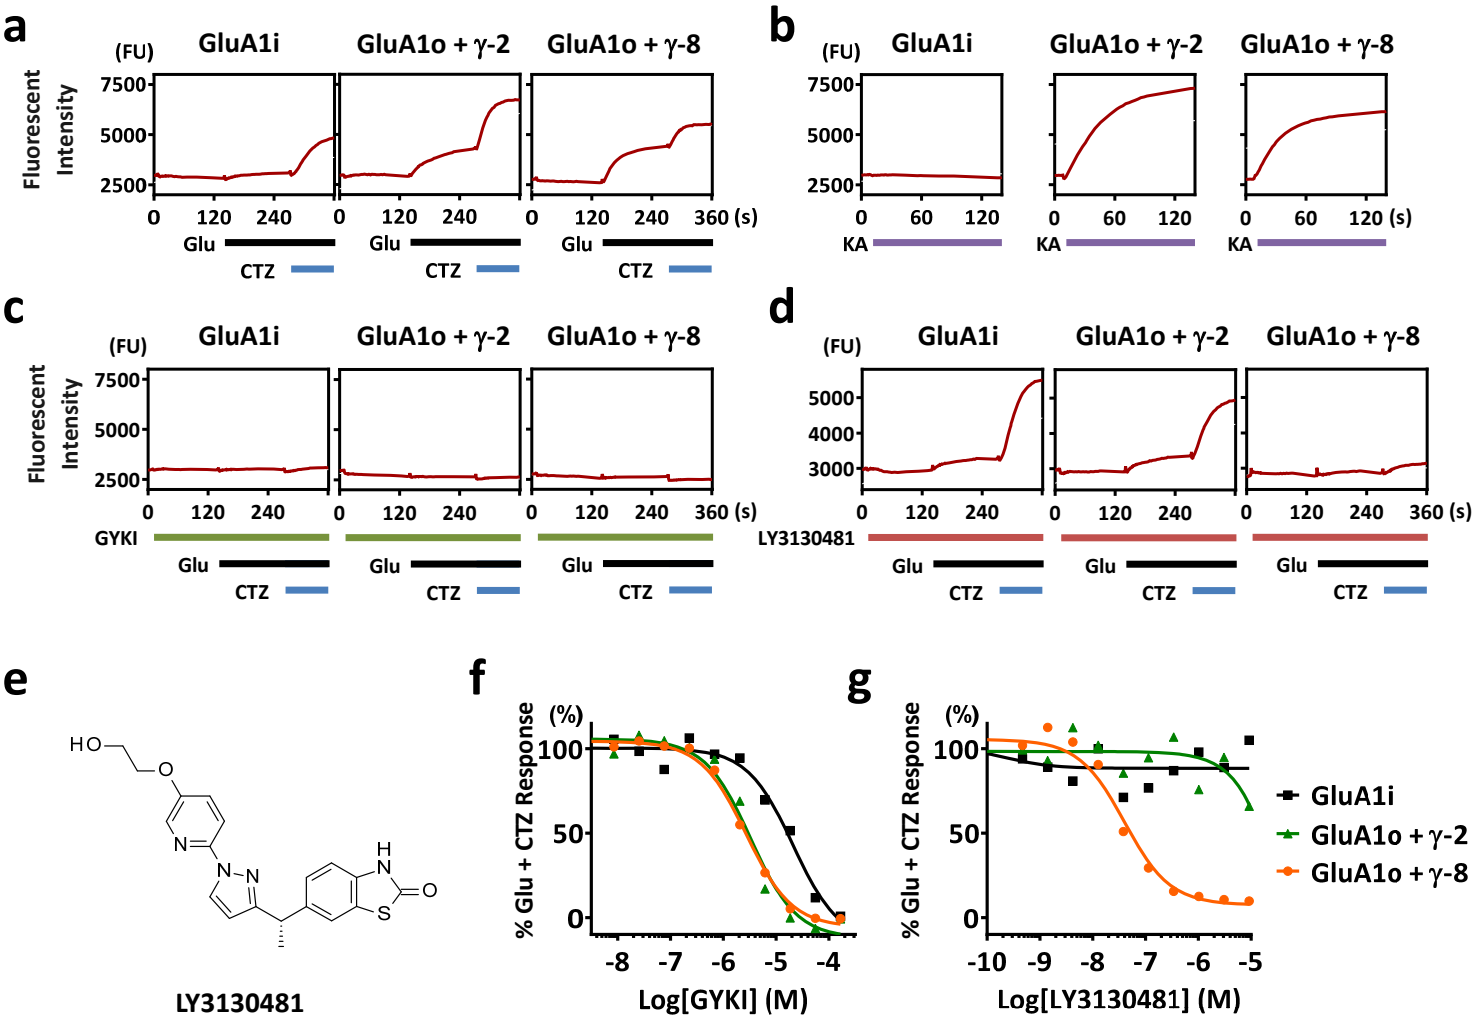 a
(FU) GluA1i GluA1o + γ-2 GluA1o + γ-8
Fluorescent
Intensity
7500
5000
2500
0 120 240 0 120 240 0 120 240 360 (s)
Glu Glu Glu
CTZ CTZ CTZ
b
(FU) GluA1i GluA1o + γ-2 GluA1o + γ-8
7500
5000
2500
0 60 120 0 60 120 0 60 120 (s)
KA KA KA
c
(FU) GluA1i GluA1o + γ-2 GluA1o + γ-8
Fluorescent
Intensity
7500
5000
2500
0 120 240 0 120 240 0 120 240 360 (s)
GYKI
Glu Glu Glu
CTZ CTZ CTZ
d
(FU) GluA1i GluA1o + γ-2 GluA1o + γ-8
5000
4000
3000
0 120 240 0 120 240 0 120 240 360 (s)
LY3130481
Glu Glu Glu
CTZ CTZ CTZ
e
HO
O
N
N N
H
N
O
S
LY3130481
f
(%)
% Glu + CTZ Response
100
50
0
-8 -7 -6 -5 -4
Log[GYKI] (M)
g
(%)
% Glu + CTZ Response
100
50
0
-10 -9 -8 -7 -6 -5
Log[LY3130481] (M)
GluA1i
GluA1o + γ-2
GluA1o + γ-8